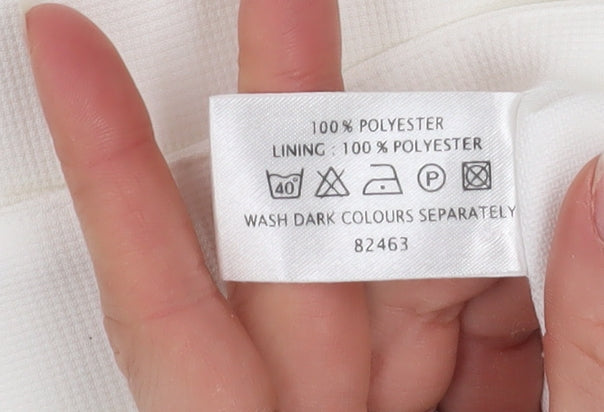 100 % POLYESTER
LINING : 100 % POLYESTER
40° P
WASH DARK COLOURS SEPARATELY
82463